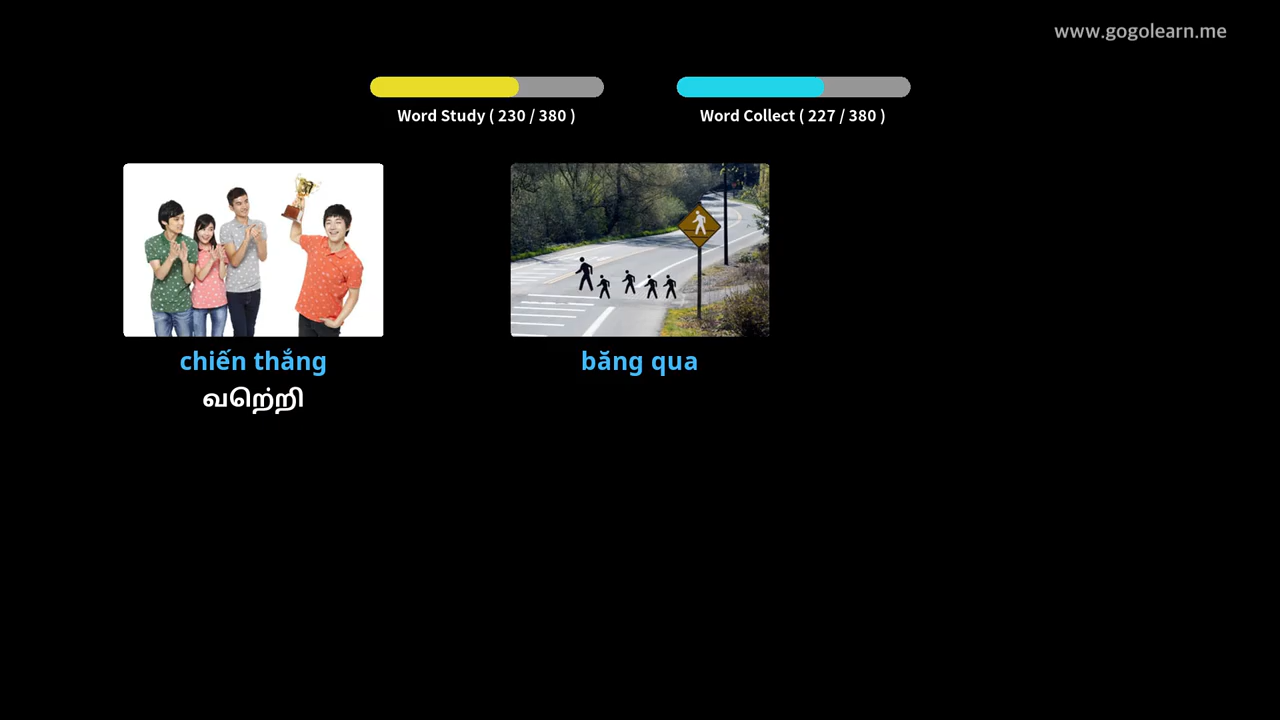 www.gogolearn.me
Word Study ( 230 / 380 )
Word Collect ( 227 / 380 )
chiến thắng
வெற்றி
băng qua